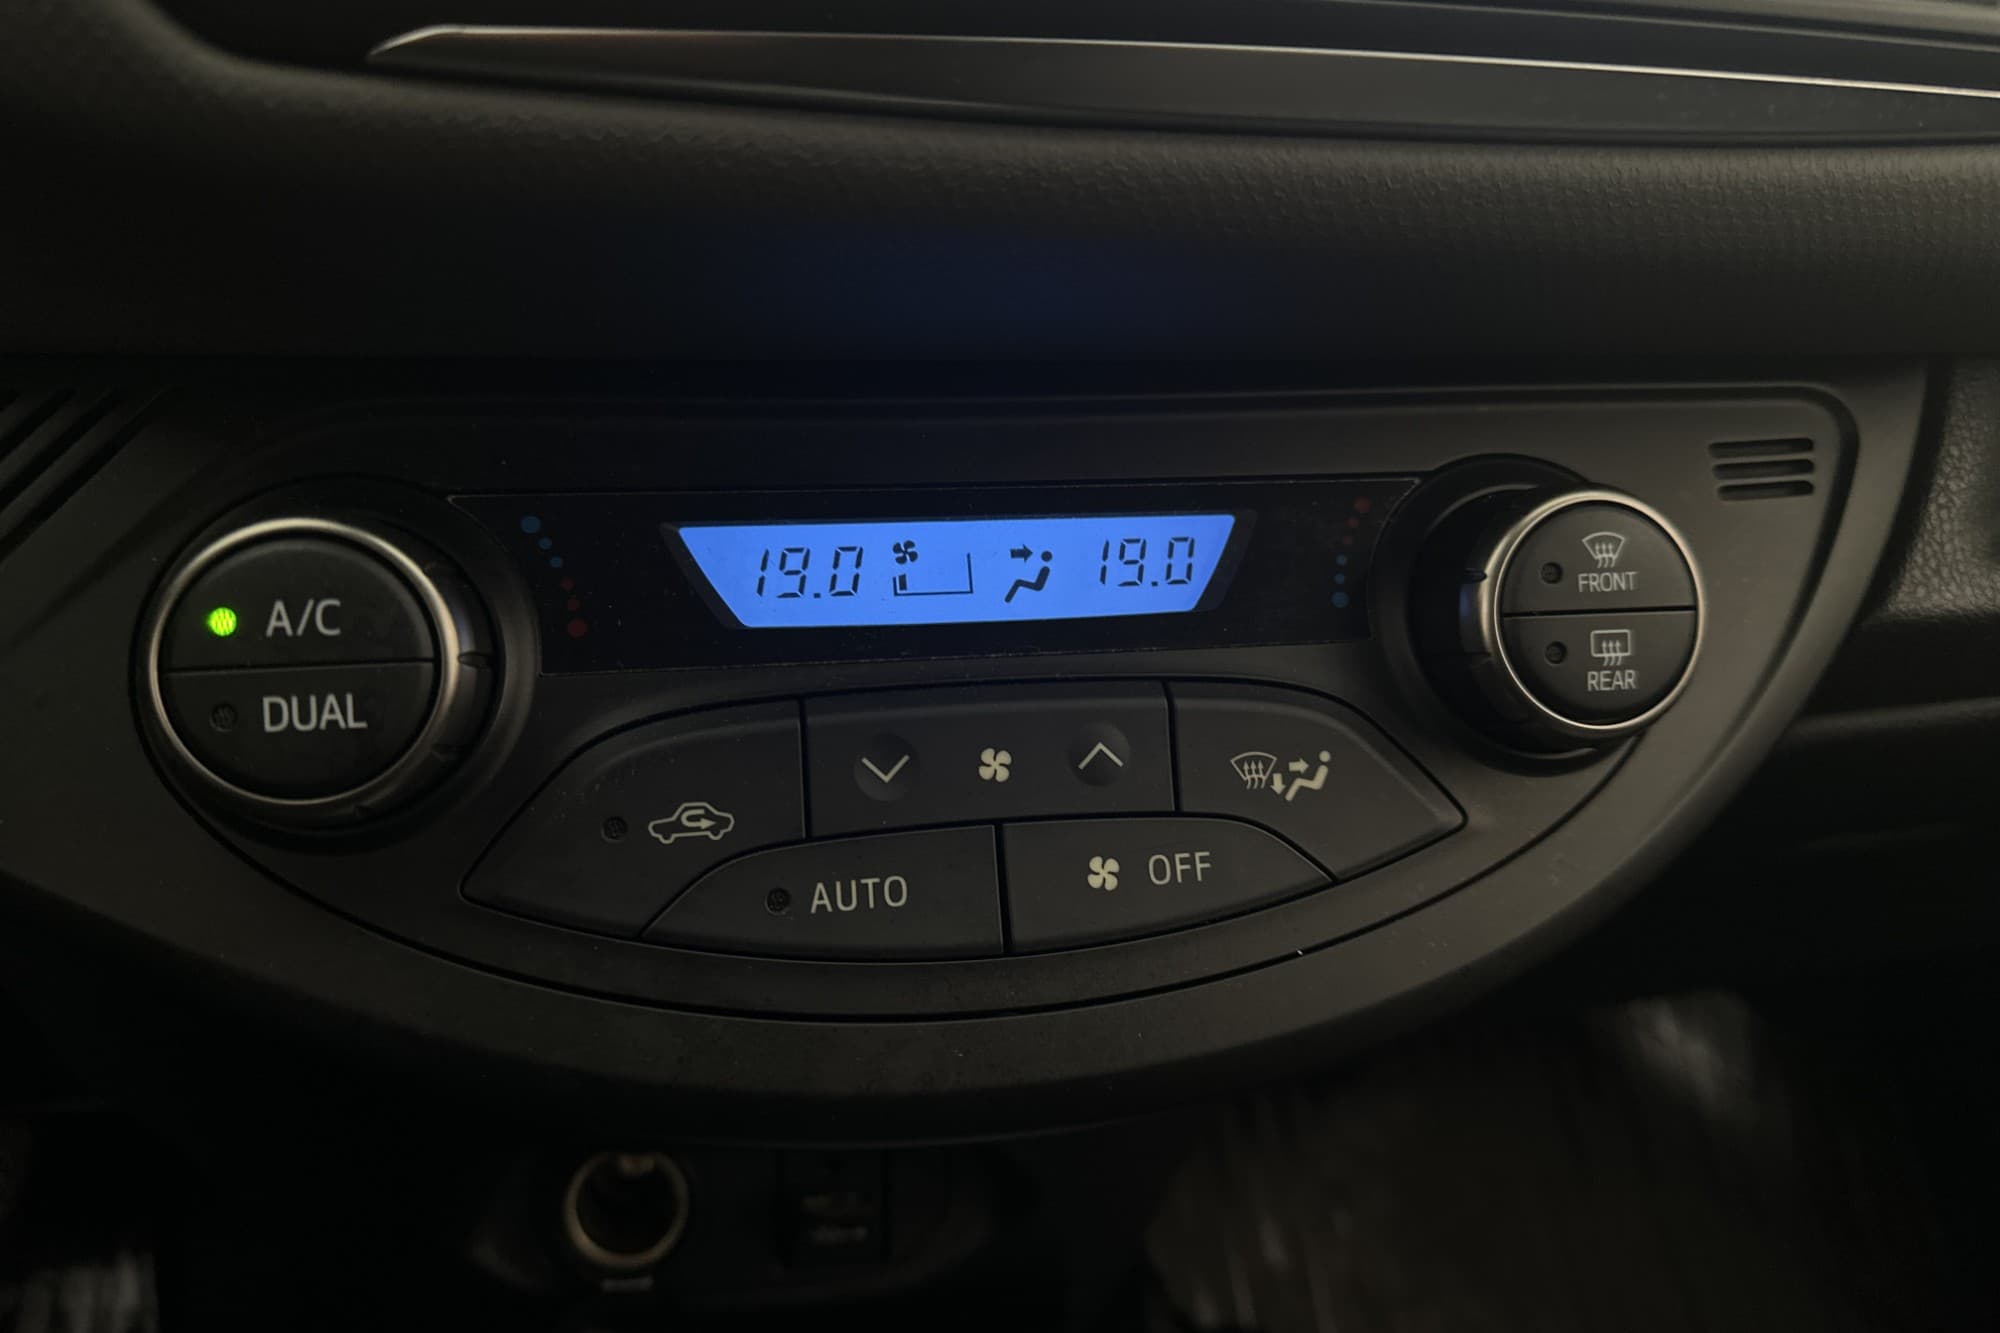 19.0 19.0
A/C
DUAL
FRONT
REAR
AUTO
OFF